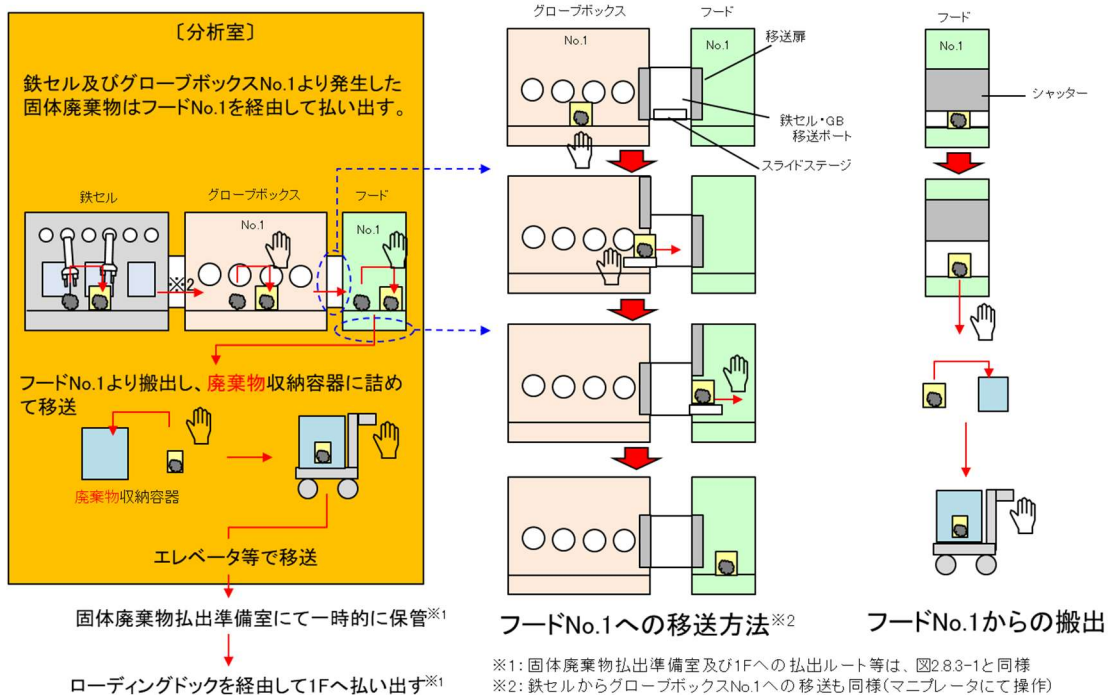 〔分析室〕
鉄セル及びグローブボックスNo.1より発生した
固体廃棄物はフードNo.1を経由して払い出す。
鉄セル
グローブボックス
フード
No.1
No.1
※2
フードNo.1より搬出し、廃棄物収納容器に詰め
て移送
廃棄物収納容器
エレベータ等で移送
固体廃棄物払出準備室にて一時的に保管※1
ローディングドックを経由して1Fへ払い出す※1
グローブボックス
フード
No.1
No.1
移送扉
鉄セル・GB
移送ポート
スライドステージ
フードNo.1への移送方法※2
フード
No.1
シャッター
フードNo.1からの搬出
※1:固体廃棄物払出準備室及び1Fへの払出ルート等は、図2.8.3-1と同様
※2:鉄セルからグローブボックスNo.1への移送も同様(マニプレータにて操作)